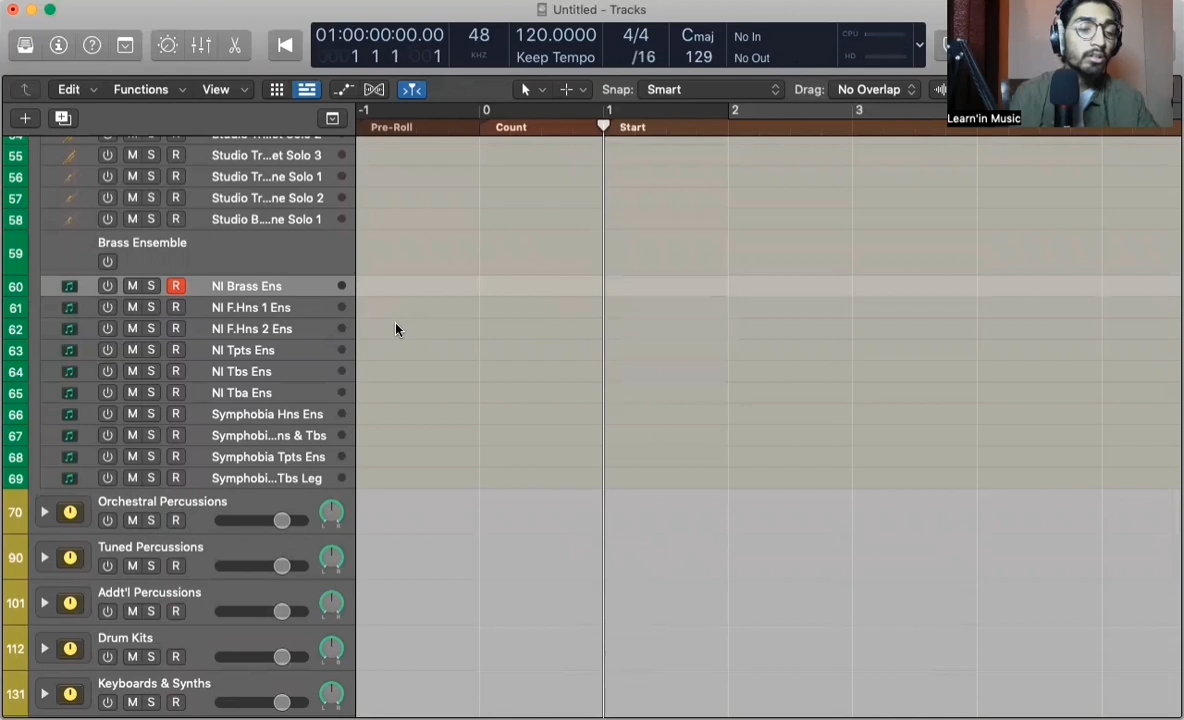 Untitled - Tracks
01:00:00:00.00
1 1 1 1
48
KHZ
120.0000
Keep Tempo
4/4
/16
Cmaj
129
No In
No Out
CPU
HD
Edit
Functions
View
Snap:
Smart
Drag:
No Overlap
Learn'in Music
-1
0
1
2
3
Pre-Roll
Count
Start
55
M S R
Studio Tr...et Solo 3
56
M S R
Studio Tr...ne Solo 1
57
M S R
Studio Tr...ne Solo 2
58
M S R
Studio B....ne Solo 1
59
Brass Ensemble
60
M S R
NI Brass Ens
61
M S R
NI F.Hns 1 Ens
62
M S R
NI F.Hns 2 Ens
63
M S R
NI Tpts Ens
64
M S R
NI Tbs Ens
65
M S R
NI Tba Ens
66
M S R
Symphobia Hns Ens
67
M S R
Symphobi...ns & Tbs
68
M S R
Symphobia Tpts Ens
69
M S R
Symphobi...Tbs Leg
70
Orchestral Percussions
M S R
L R
90
Tuned Percussions
M S R
L R
101
Addt'l Percussions
M S R
L R
112
Drum Kits
M S R
L R
131
Keyboards & Synths
M S R
L R